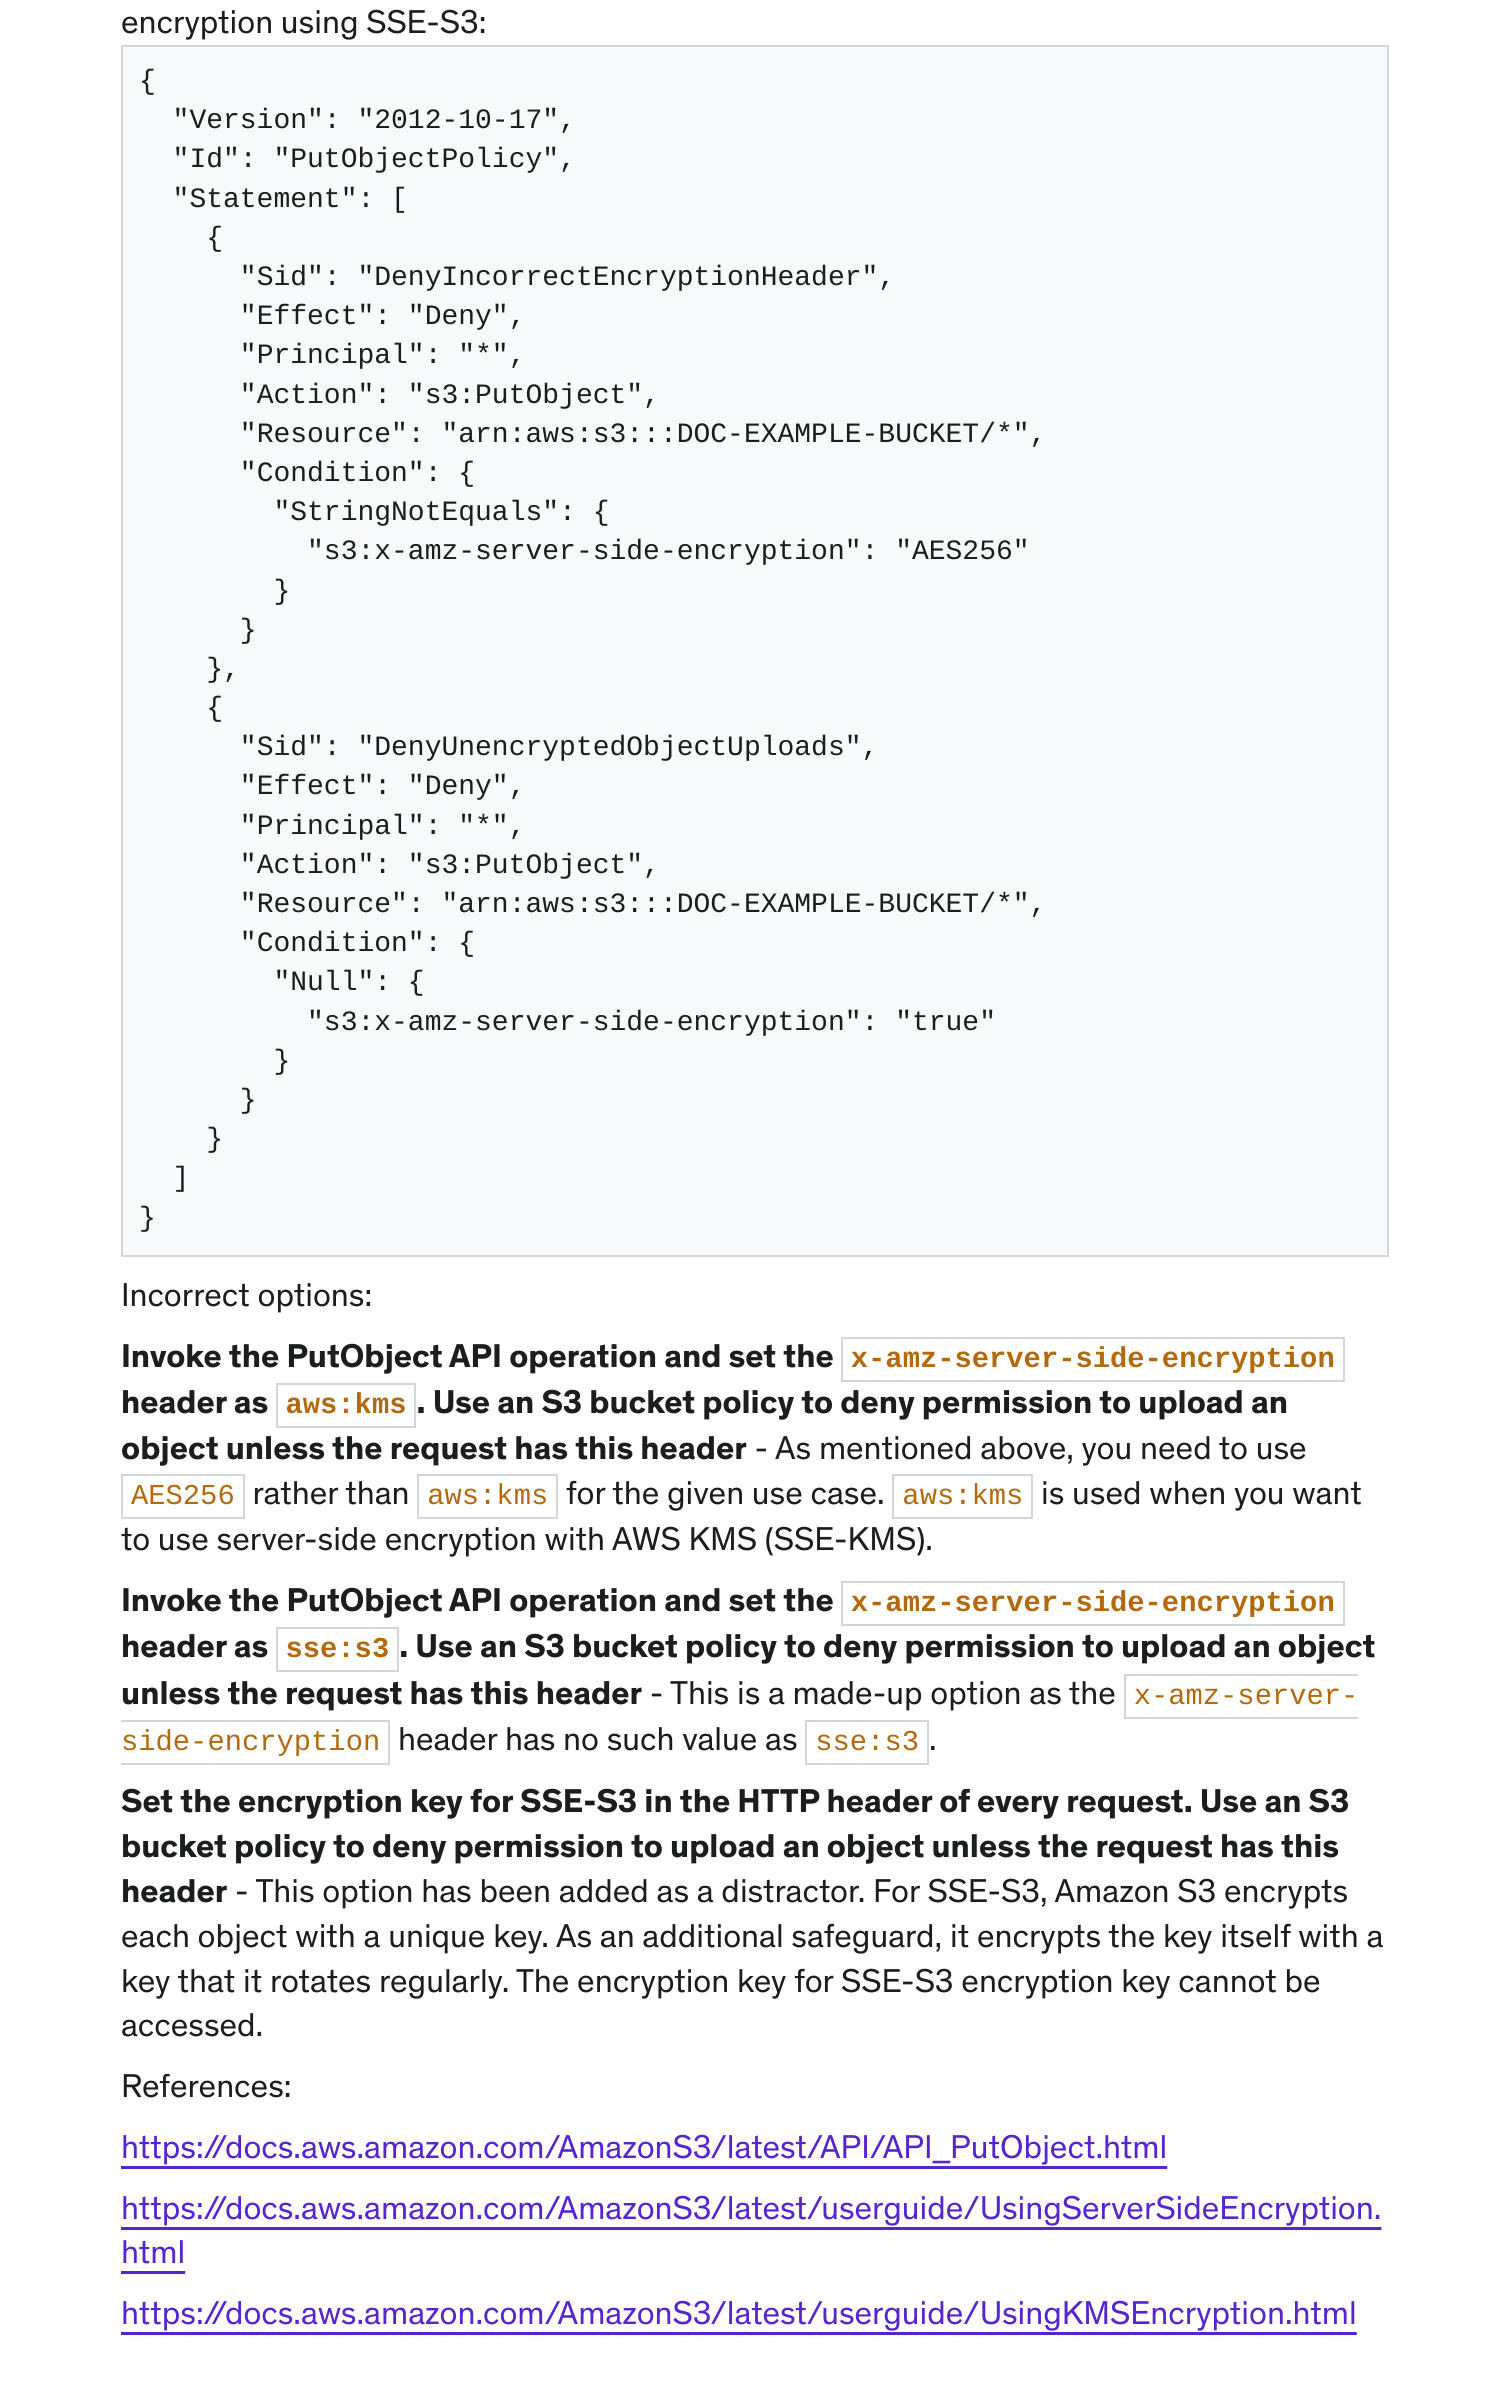 encryption using SSE-S3:
{
  "Version": "2012-10-17",
  "Id": "PutObjectPolicy",
  "Statement": [
    {
      "Sid": "DenyIncorrectEncryptionHeader",
      "Effect": "Deny",
      "Principal": "*",
      "Action": "s3:PutObject",
      "Resource": "arn:aws:s3:::DOC-EXAMPLE-BUCKET/*",
      "Condition": {
        "StringNotEquals": {
          "s3:x-amz-server-side-encryption": "AES256"
        }
      }
    },
    {
      "Sid": "DenyUnencryptedObjectUploads",
      "Effect": "Deny",
      "Principal": "*",
      "Action": "s3:PutObject",
      "Resource": "arn:aws:s3:::DOC-EXAMPLE-BUCKET/*",
      "Condition": {
        "Null": {
          "s3:x-amz-server-side-encryption": "true"
        }
      }
    }
  ]
}
Incorrect options:
Invoke the PutObject API operation and set the x-amz-server-side-encryption
header as aws:kms. Use an S3 bucket policy to deny permission to upload an
object unless the request has this header - As mentioned above, you need to use
AES256 rather than aws:kms for the given use case. aws:kms is used when you want
to use server-side encryption with AWS KMS (SSE-KMS).
Invoke the PutObject API operation and set the x-amz-server-side-encryption
header as sse:s3. Use an S3 bucket policy to deny permission to upload an object
unless the request has this header - This is a made-up option as the x-amz-server-
side-encryption header has no such value as sse:s3.
Set the encryption key for SSE-S3 in the HTTP header of every request. Use an S3
bucket policy to deny permission to upload an object unless the request has this
header - This option has been added as a distractor. For SSE-S3, Amazon S3 encrypts
each object with a unique key. As an additional safeguard, it encrypts the key itself with a
key that it rotates regularly. The encryption key for SSE-S3 encryption key cannot be
accessed.
References:
https://docs.aws.amazon.com/AmazonS3/latest/API/API_PutObject.html
https://docs.aws.amazon.com/AmazonS3/latest/userguide/UsingServerSideEncryption.
html
https://docs.aws.amazon.com/AmazonS3/latest/userguide/UsingKMSEncryption.html